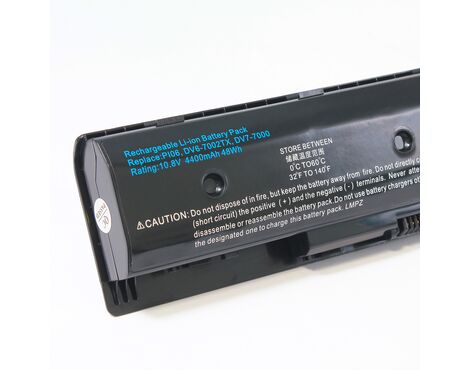 Rechargeable Li-ion Battery Pack
Replace:PI06, DV6-7002TX, DV7-7000
Rating:10.8V 4400mAh 48Wh
STORE BETWEEN
储藏温度范围
0°C TO60°C
32°F TO 140°F
⚠CAUTION: Do not dispose of in fire, but keep the battery away from fire. Do not directly
(short circuit) the positive (+) and the negative (-) terminals. Never
disassemble or reassemble the battery pack.Do not use battery chargers other
the designated one to charge this battery pack. LMPZ